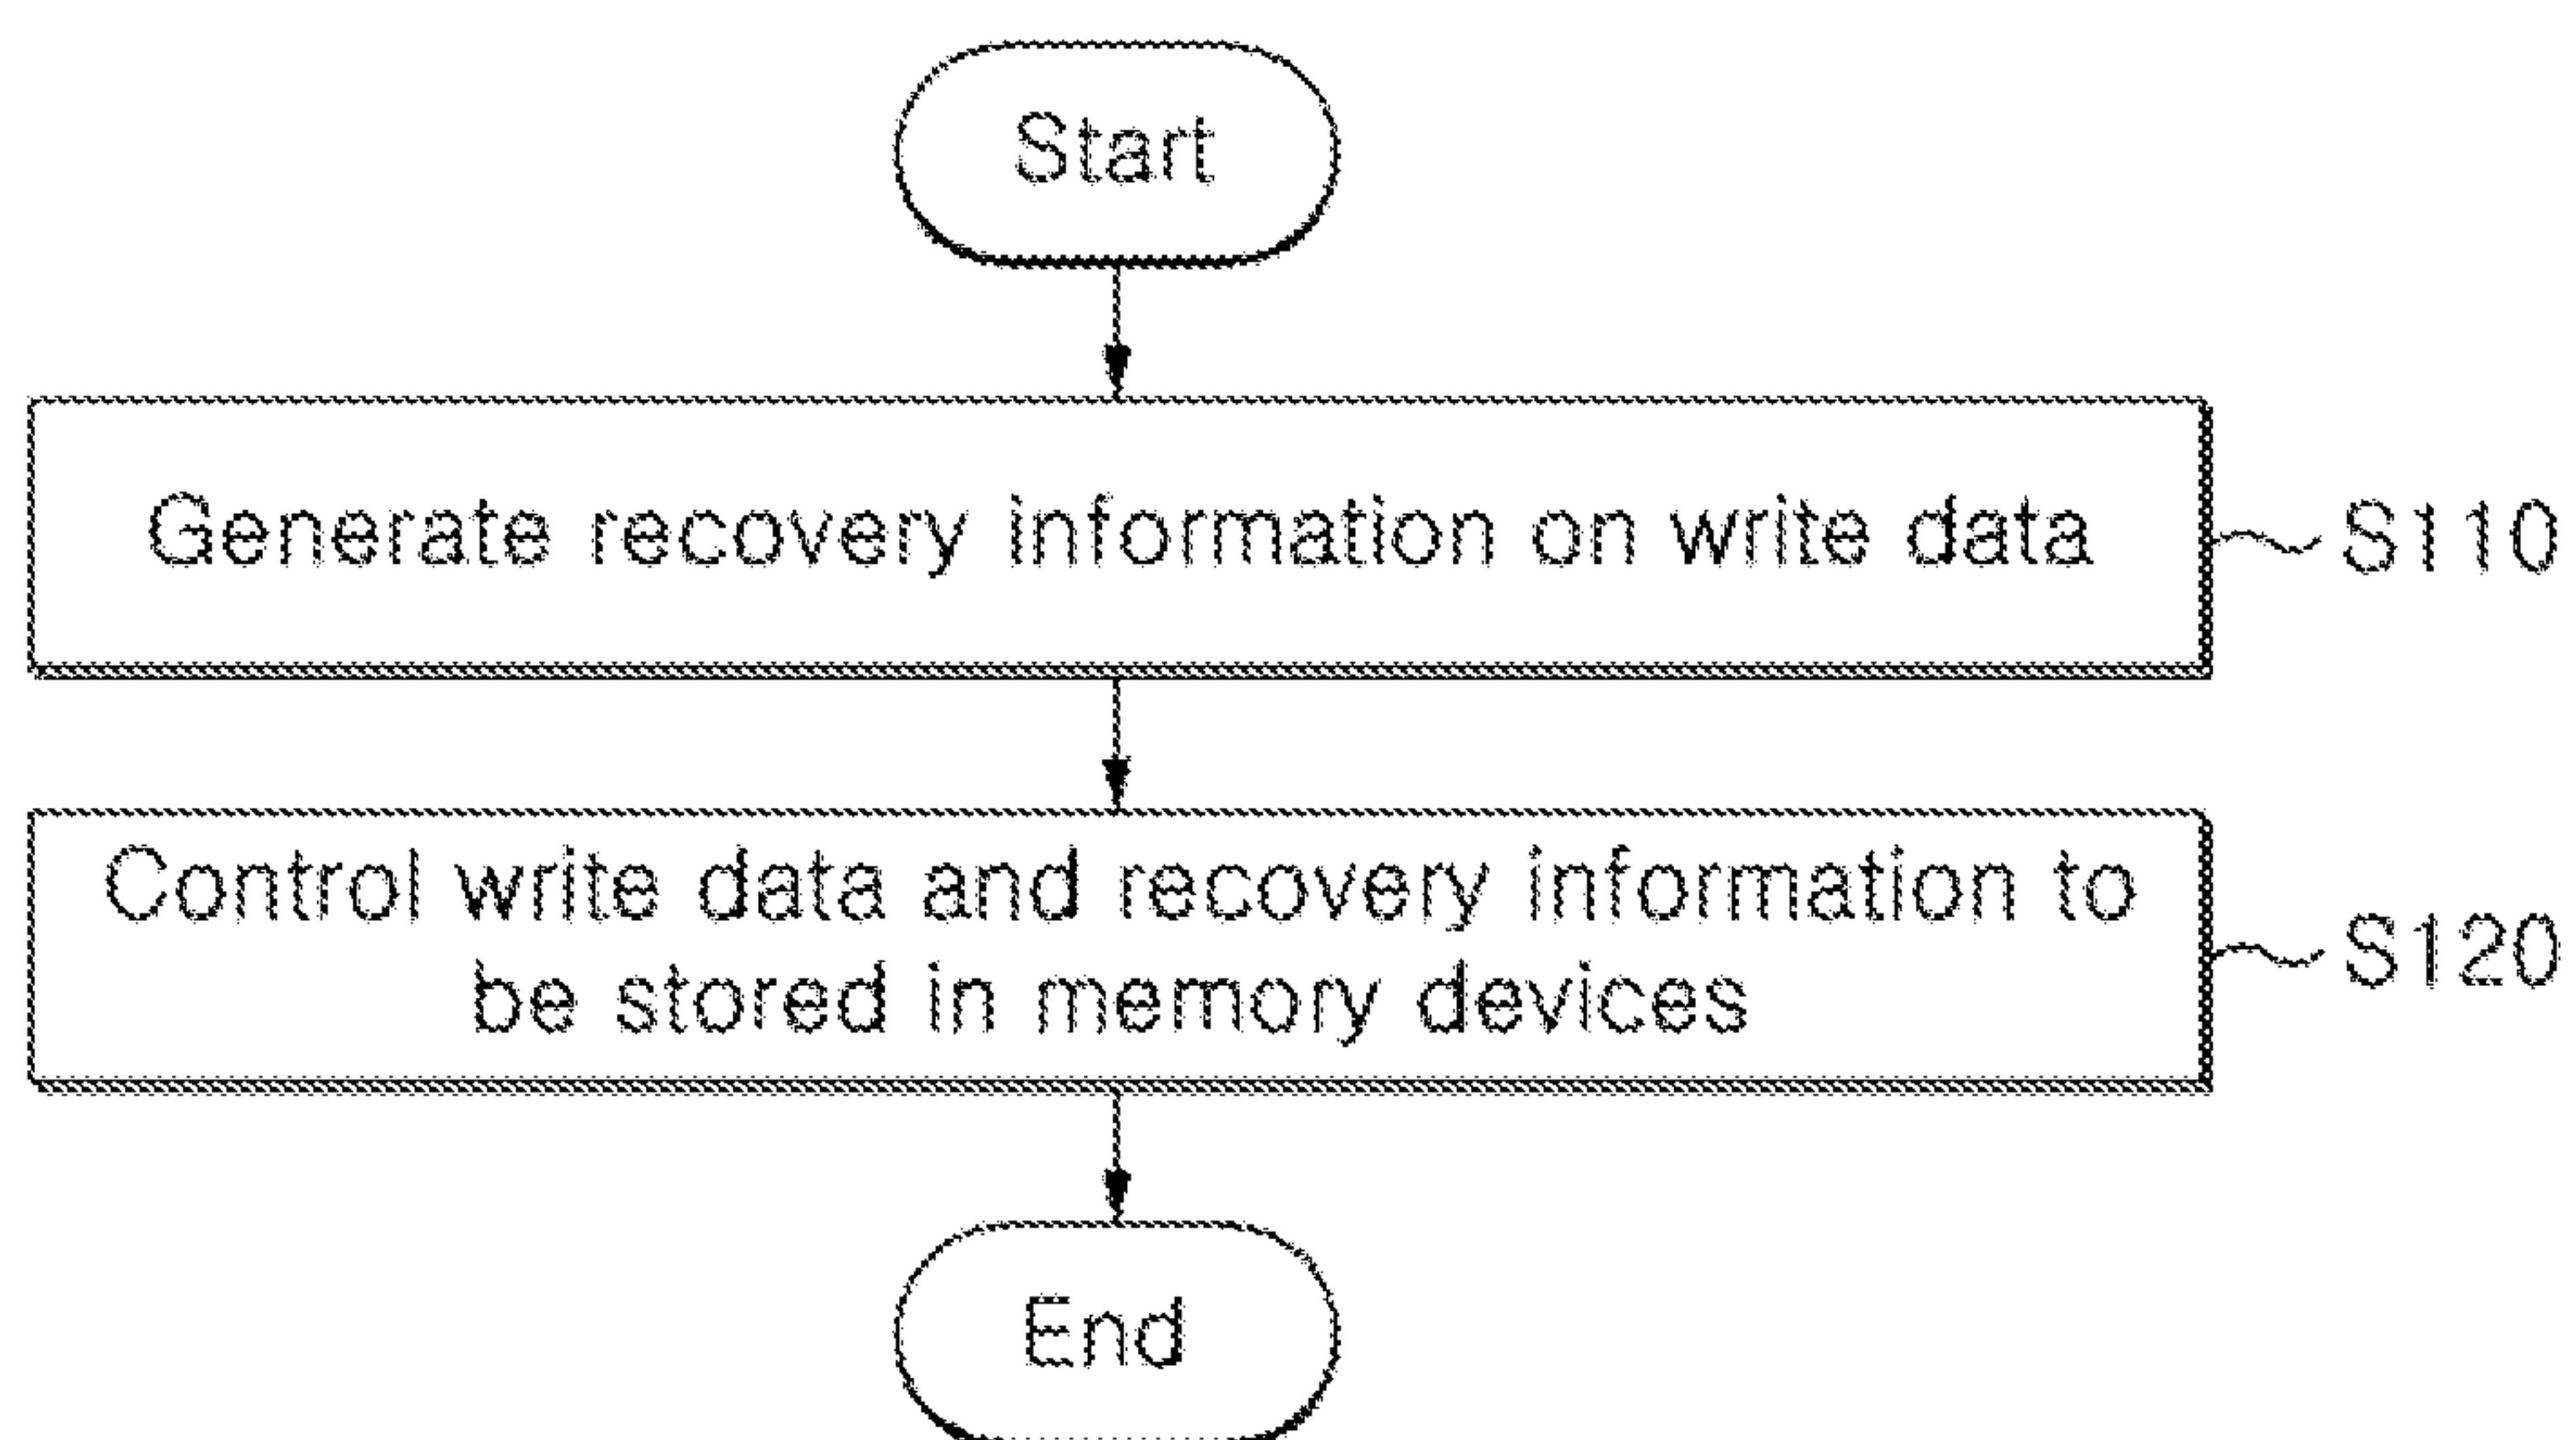 Start
Generate recovery information on write data
S110
Control write data and recovery information to
be stored in memory devices
S120
End